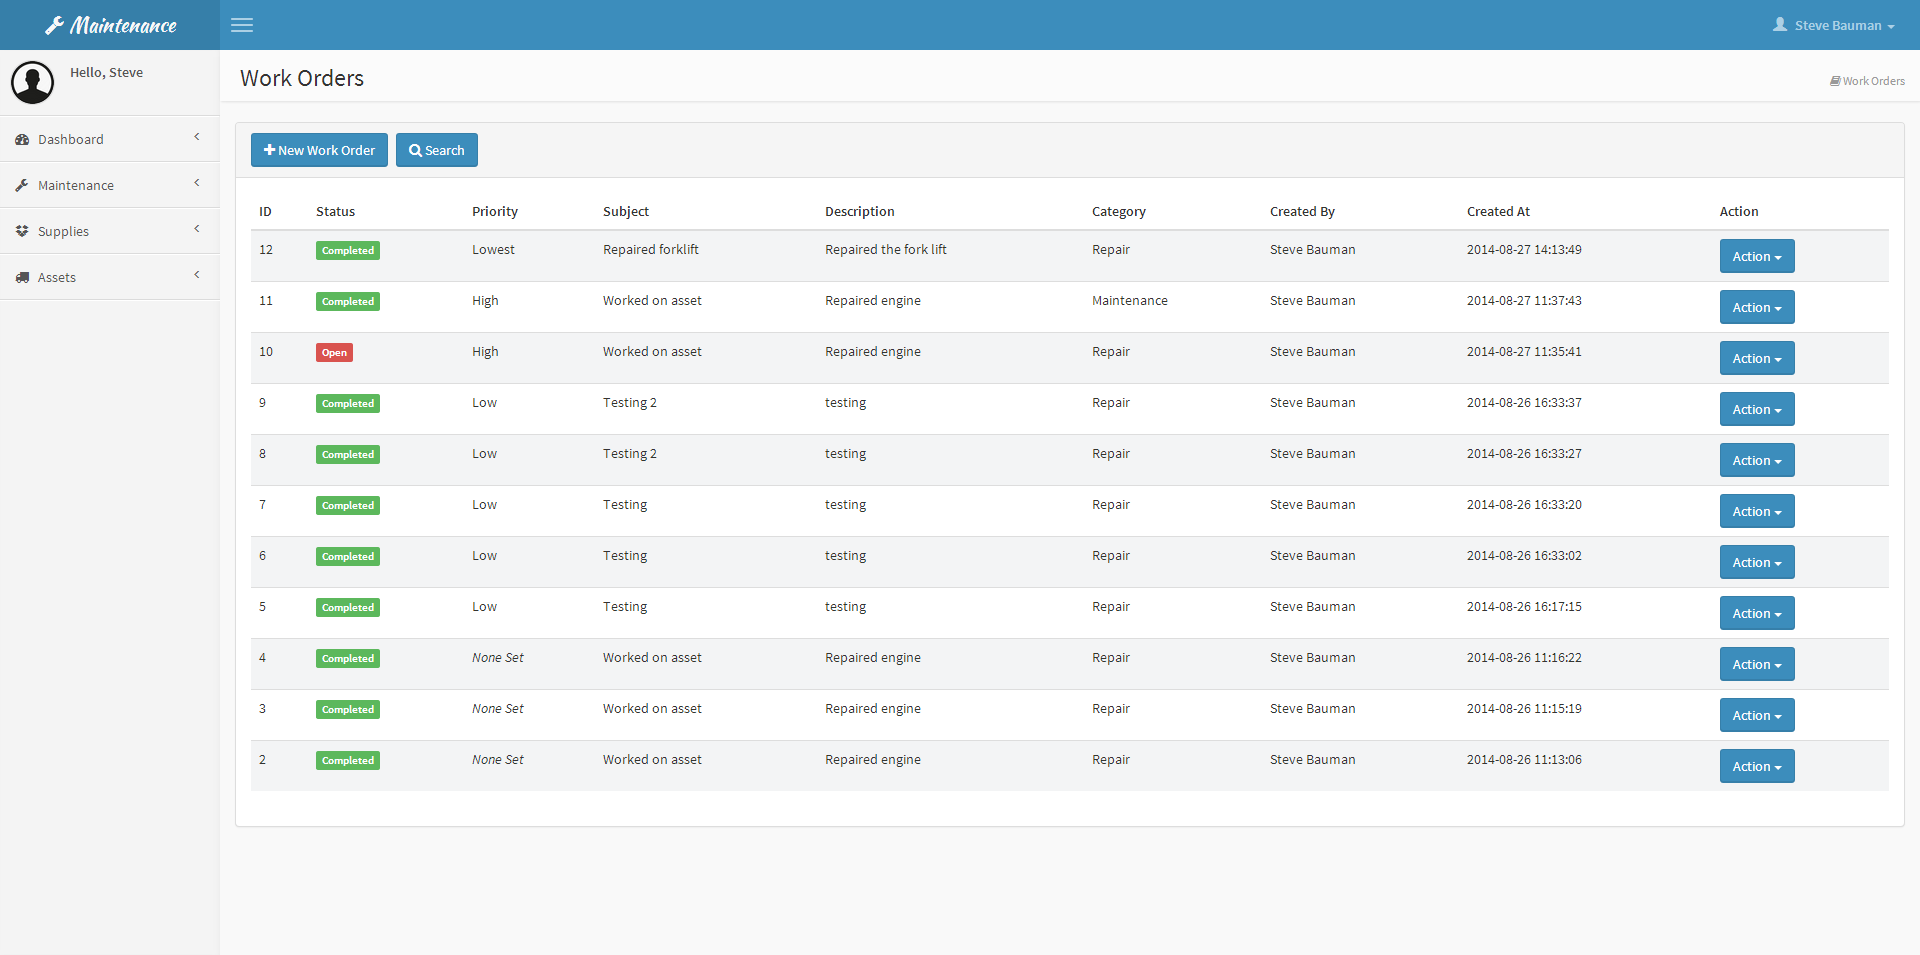 Maintenance
Steve Bauman
Hello, Steve
Dashboard
Maintenance
Supplies
Assets
Work Orders
Work Orders
New Work Order Search
ID Status Priority Subject Description Category Created By Created At Action
12 Completed Lowest Repaired forklift Repaired the fork lift Repair Steve Bauman 2014-08-27 14:13:49 Action
11 Completed High Worked on asset Repaired engine Maintenance Steve Bauman 2014-08-27 11:37:43 Action
10 Open High Worked on asset Repaired engine Repair Steve Bauman 2014-08-27 11:35:41 Action
9 Completed Low Testing 2 testing Repair Steve Bauman 2014-08-26 16:33:37 Action
8 Completed Low Testing 2 testing Repair Steve Bauman 2014-08-26 16:33:27 Action
7 Completed Low Testing testing Repair Steve Bauman 2014-08-26 16:33:20 Action
6 Completed Low Testing testing Repair Steve Bauman 2014-08-26 16:33:02 Action
5 Completed Low Testing testing Repair Steve Bauman 2014-08-26 16:17:15 Action
4 Completed None Set Worked on asset Repaired engine Repair Steve Bauman 2014-08-26 11:16:22 Action
3 Completed None Set Worked on asset Repaired engine Repair Steve Bauman 2014-08-26 11:15:19 Action
2 Completed None Set Worked on asset Repaired engine Repair Steve Bauman 2014-08-26 11:13:06 Action